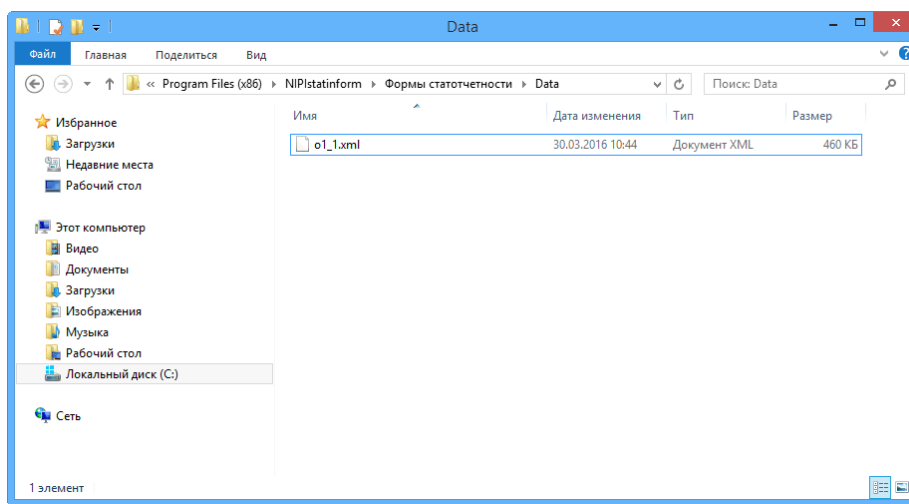 Data
Файл Главная Поделиться Вид
« Program Files (x86) NIPIstatinform Формы статотчетности Data Поиск: Data
Имя Дата изменения Тип Размер
o1_1.xml 30.03.2016 10:44 Документ XML 460 КБ
Избранное
Загрузки
Недавние места
Рабочий стол
Этот компьютер
Видео
Документы
Загрузки
Изображения
Музыка
Рабочий стол
Локальный диск (C:)
Сеть
1 элемент